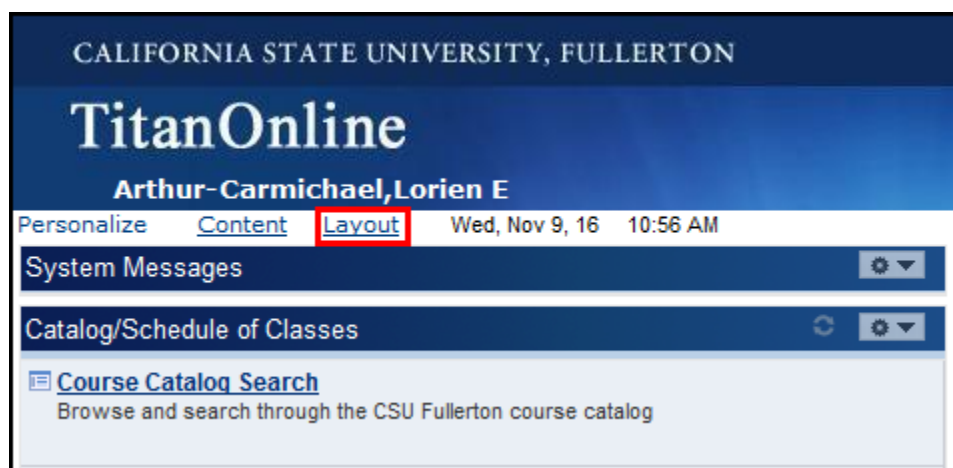 CALIFORNIA STATE UNIVERSITY, FULLERTON
TitanOnline
Arthur-Carmichael,Lorien E
Personalize Content Layout Wed, Nov 9, 16 10:56 AM
System Messages
Catalog/Schedule of Classes
Course Catalog Search
Browse and search through the CSU Fullerton course catalog